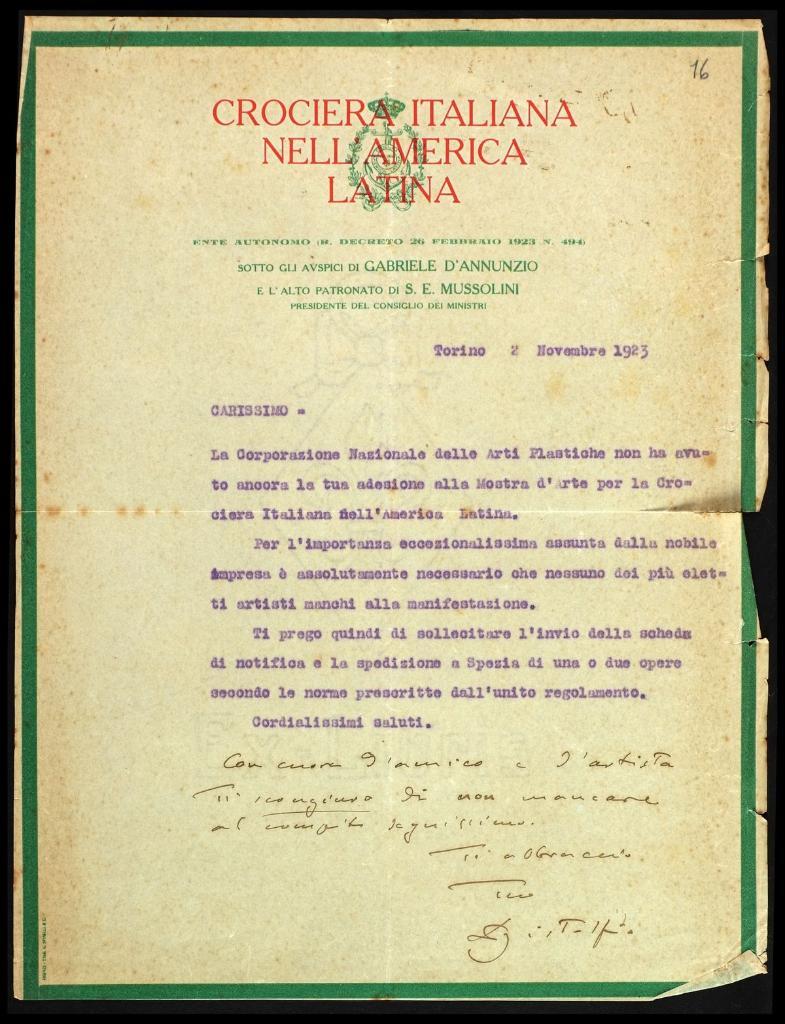 16
CROCIERA ITALIANA
NELL'AMERICA
LATINA
ENTE AUTONOMO (R. DECRETO 26 FEBBRAIO 1923 N. 494)
SOTTO GLI AVSPICI DI GABRIELE D'ANNUNZIO
E L'ALTO PATRONATO DI S. E. MUSSOLINI
PRESIDENTE DEL CONSIGLIO DEI MINISTRI
Torino 2 Novembre 1923
CARISSIMO =
La Corporazione Nazionale delle Arti Plastiche non ha avu=
to ancora la tua adesione alla Mostra d'Arte per la Cro=
ciera Italiana nell'America Latina.
Per l'importanza eccezionalissima assunta dalla nobile
impresa è assolutamente necessario che nessuno dei più elet=
ti artisti manchi alla manifestazione.
Ti prego quindi di sollecitare l'invio della scheda
di notifica e la spedizione a Spezia di una o due opere
secondo le norme prescritte dall'unito regolamento.
Cordialissimi saluti.
Con cuore d'amico e d'artista
Ti scongiuro di non mancare
al compito
Ti abbraccio
Tuo